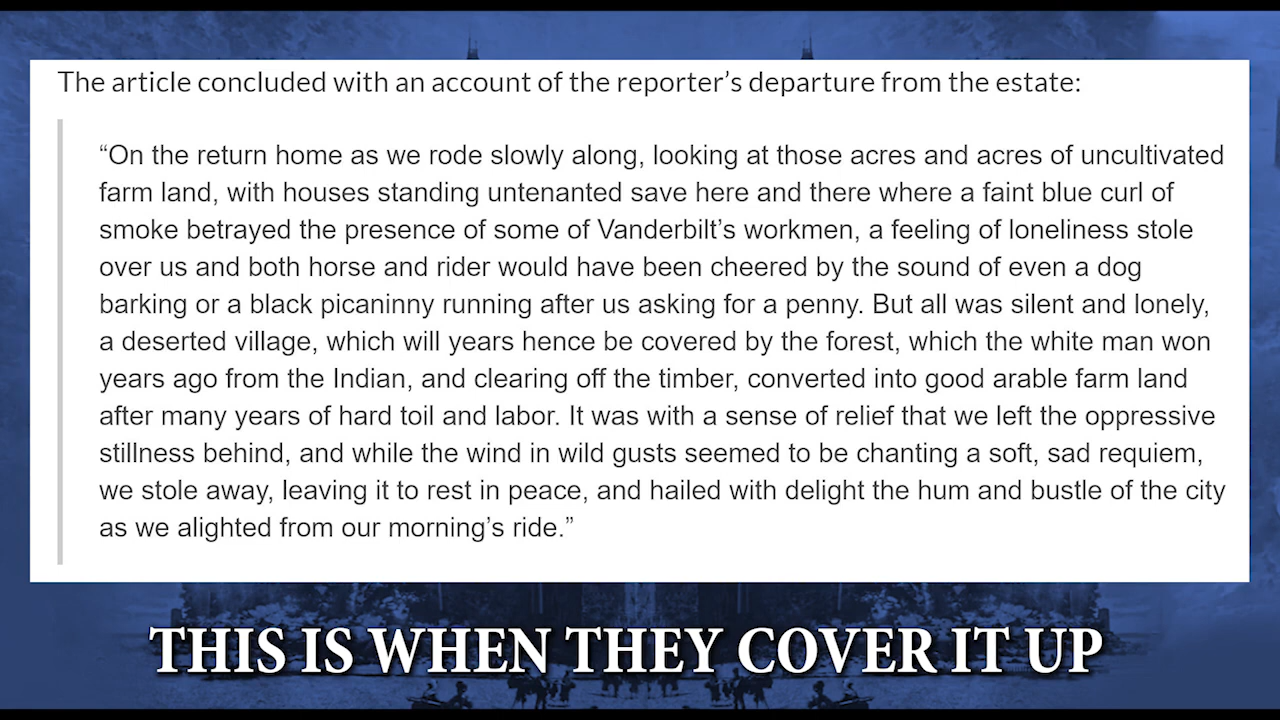 The article concluded with an account of the reporter’s departure from the estate:
“On the return home as we rode slowly along, looking at those acres and acres of uncultivated
farm land, with houses standing untenanted save here and there where a faint blue curl of
smoke betrayed the presence of some of Vanderbilt’s workmen, a feeling of loneliness stole
over us and both horse and rider would have been cheered by the sound of even a dog
barking or a black picaninny running after us asking for a penny. But all was silent and lonely,
a deserted village, which will years hence be covered by the forest, which the white man won
years ago from the Indian, and clearing off the timber, converted into good arable farm land
after many years of hard toil and labor. It was with a sense of relief that we left the oppressive
stillness behind, and while the wind in wild gusts seemed to be chanting a soft, sad requiem,
we stole away, leaving it to rest in peace, and hailed with delight the hum and bustle of the city
as we alighted from our morning’s ride.”
THIS IS WHEN THEY COVER IT UP